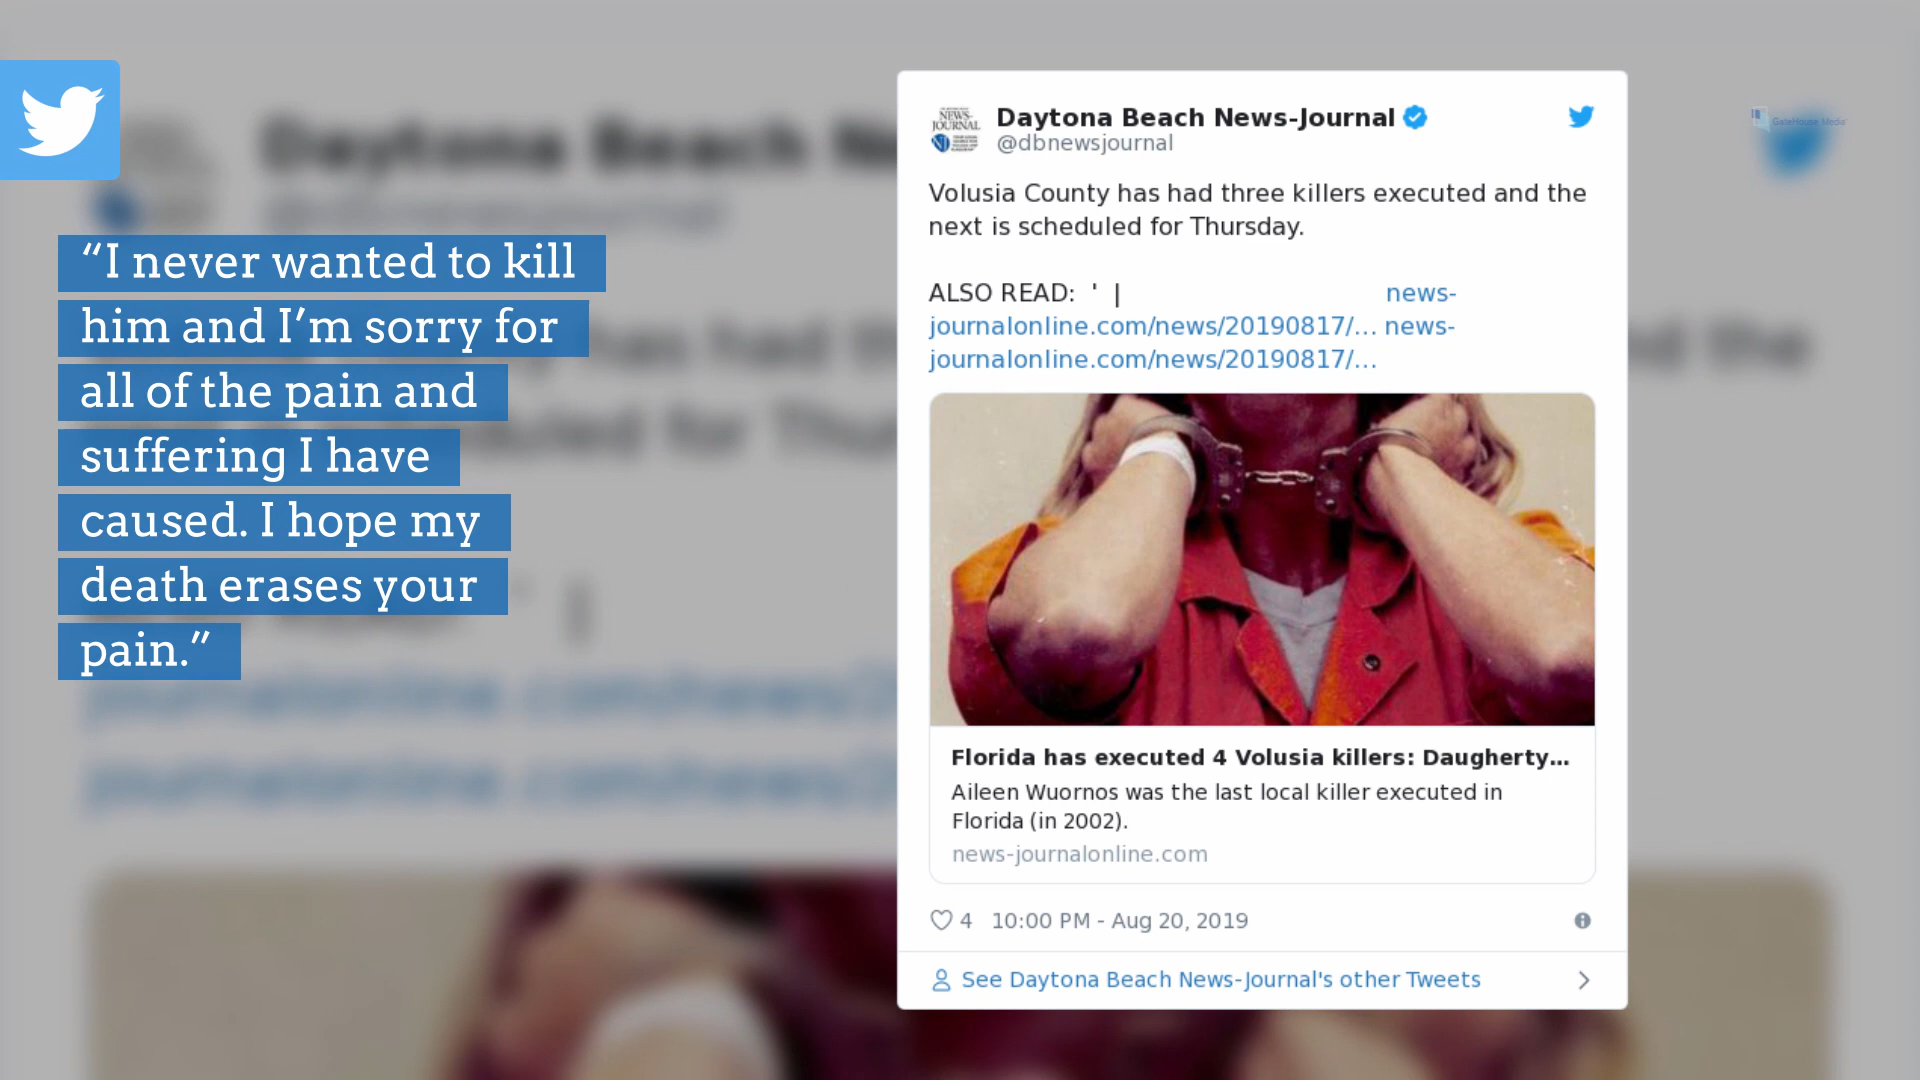 “I never wanted to kill
him and I’m sorry for
all of the pain and
suffering I have
caused. I hope my
death erases your
pain.”
NEWS-
JOURNAL
Daytona Beach News-Journal
@dbnewsjournal
Volusia County has had three killers executed and the
next is scheduled for Thursday.
ALSO READ: ' | news-
journalonline.com/news/20190817/… news-
journalonline.com/news/20190817/…
Florida has executed 4 Volusia killers: Daugherty…
Aileen Wuornos was the last local killer executed in
Florida (in 2002).
news-journalonline.com
4 10:00 PM - Aug 20, 2019
See Daytona Beach News-Journal's other Tweets
GateHouse Media